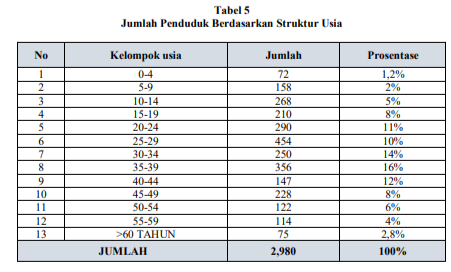 Tabel 5
Jumlah Penduduk Berdasarkan Struktur Usia
No Kelompok usia Jumlah Prosentase
1 0-4 72 1,2%
2 5-9 158 2%
3 10-14 268 5%
4 15-19 210 8%
5 20-24 290 11%
6 25-29 454 10%
7 30-34 250 14%
8 35-39 356 16%
9 40-44 147 12%
10 45-49 228 8%
11 50-54 122 6%
12 55-59 114 4%
13 >60 TAHUN 75 2,8%
JUMLAH 2,980 100%